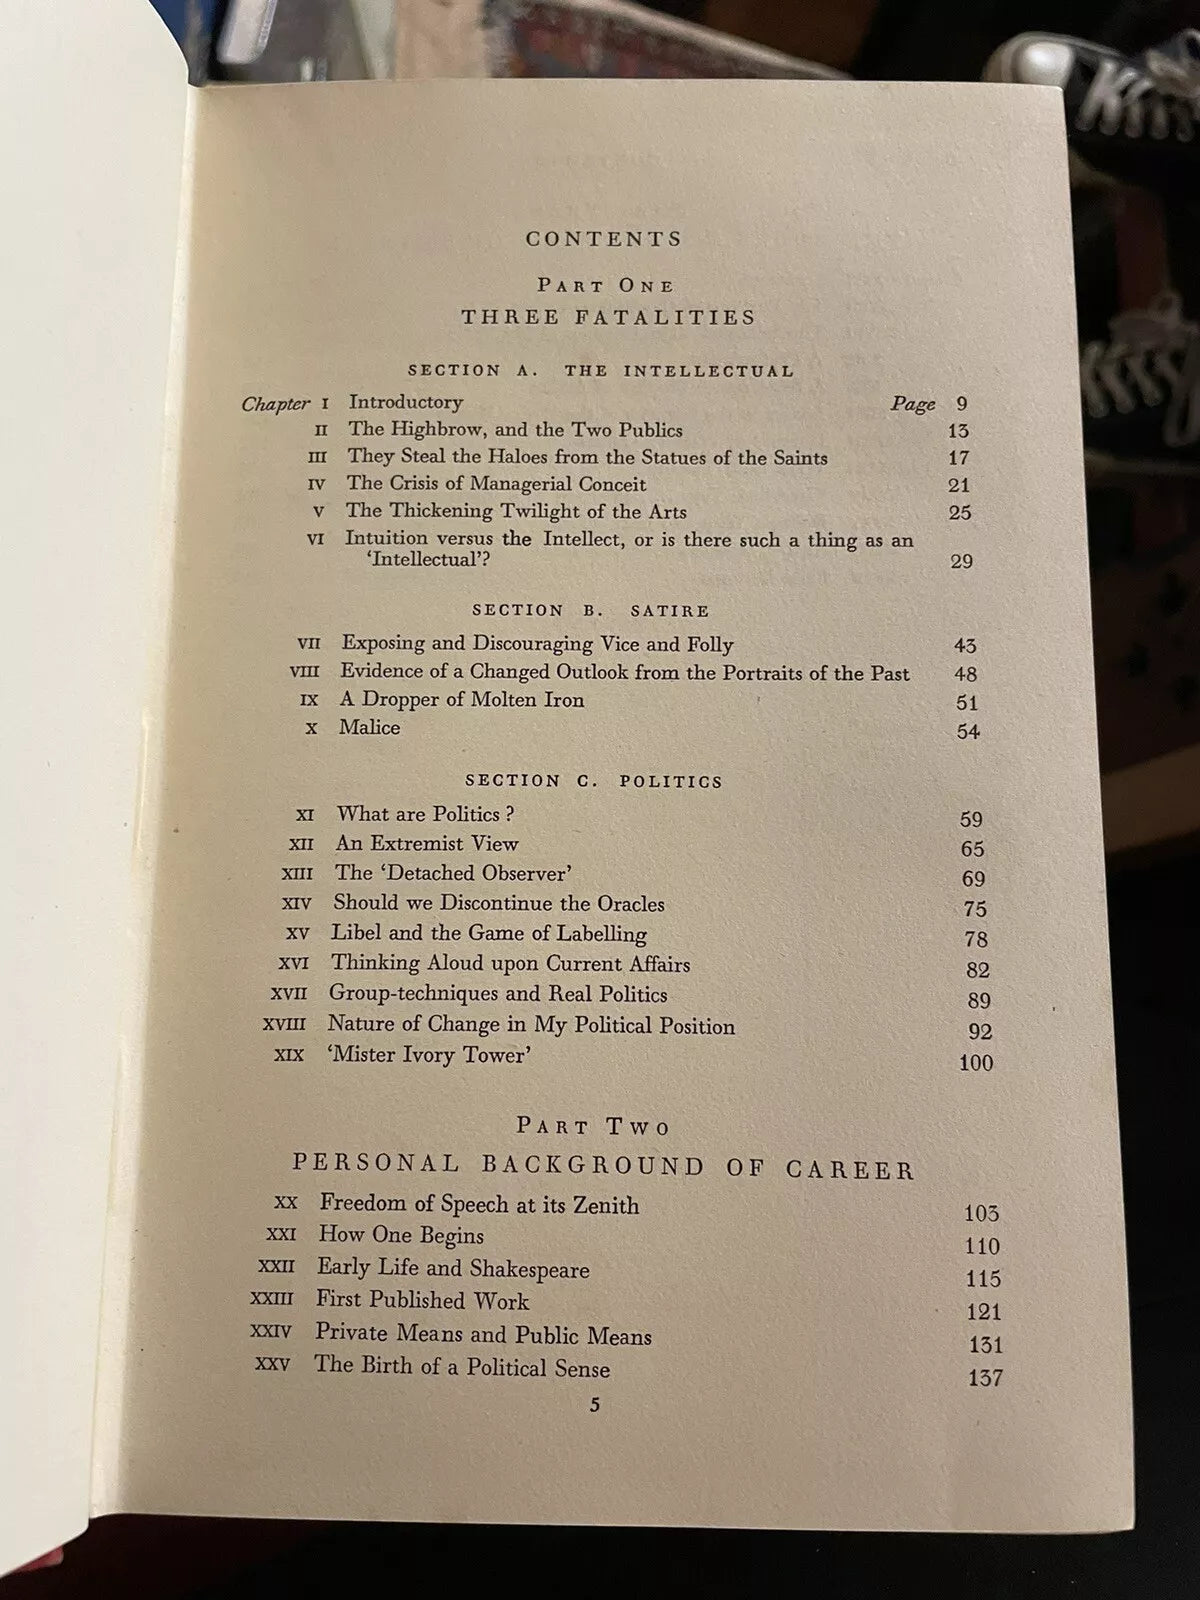 CONTENTS
PART ONE
THREE FATALITIES
SECTION A. THE INTELLECTUAL
Chapter I Introductory Page 9
II The Highbrow, and the Two Publics 13
III They Steal the Haloes from the Statues of the Saints 17
IV The Crisis of Managerial Conceit 21
V The Thickening Twilight of the Arts 25
VI Intuition versus the Intellect, or is there such a thing as an
‘Intellectual’? 29
SECTION B. SATIRE
VII Exposing and Discouraging Vice and Folly 43
VIII Evidence of a Changed Outlook from the Portraits of the Past 48
IX A Dropper of Molten Iron 51
X Malice 54
SECTION C. POLITICS
XI What are Politics? 59
XII An Extremist View 65
XIII The ‘Detached Observer’ 69
XIV Should we Discontinue the Oracles 75
XV Libel and the Game of Labelling 78
XVI Thinking Aloud upon Current Affairs 82
XVII Group-techniques and Real Politics 89
XVIII Nature of Change in My Political Position 92
XIX ‘Mister Ivory Tower’ 100
PART TWO
PERSONAL BACKGROUND OF CAREER
XX Freedom of Speech at its Zenith 103
XXI How One Begins 110
XXII Early Life and Shakespeare 115
XXIII First Published Work 121
XXIV Private Means and Public Means 131
XXV The Birth of a Political Sense 137
5